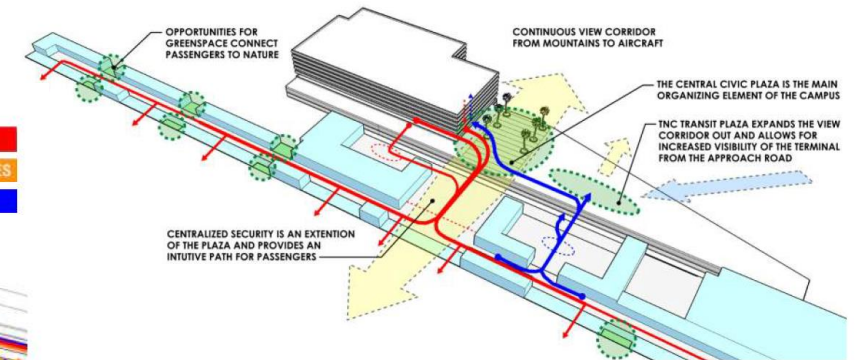 OPPORTUNITIES FOR
GREENSPACE CONNECT
PASSENGERS TO NATURE
CONTINUOUS VIEW CORRIDOR
FROM MOUNTAINS TO AIRCRAFT
THE CENTRAL CIVIC PLAZA IS THE MAIN
ORGANIZING ELEMENT OF THE CAMPUS
TNC TRANSIT PLAZA EXPANDS THE VIEW
CORRIDOR OUT AND ALLOWS FOR
INCREASED VISIBILITY OF THE TERMINAL
FROM THE APPROACH ROAD
CENTRALIZED SECURITY IS AN EXTENTION
OF THE PLAZA AND PROVIDES AN
INTUTIVE PATH FOR PASSENGERS